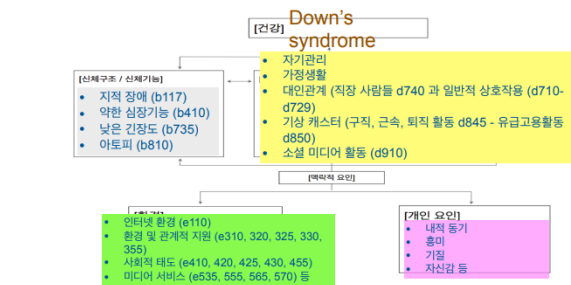 [건강] Down's
syndrome
[신체구조 / 신체기능]
• 지적 장애 (b117)
• 약한 심장기능 (b410)
• 낮은 긴장도 (b735)
• 아토피 (b810)
• 자기관리
• 가정생활
• 대인관계 (직장 사람들 d740 과 일반적 상호작용 (d710-
d729)
• 기상 캐스터 (구직, 근속, 퇴직 활동 d845 - 유급고용활동
d850)
• 소셜 미디어 활동 (d910)
[맥락적 요인]
• 인터넷 환경 (e110)
• 환경 및 관계적 지원 (e310, 320, 325, 330,
355)
• 사회적 태도 (e410, 420, 425, 430, 455)
• 미디어 서비스 (e535, 555, 565, 570) 등
[개인 요인]
• 내적 동기
• 흥미
• 기질
• 자신감 등